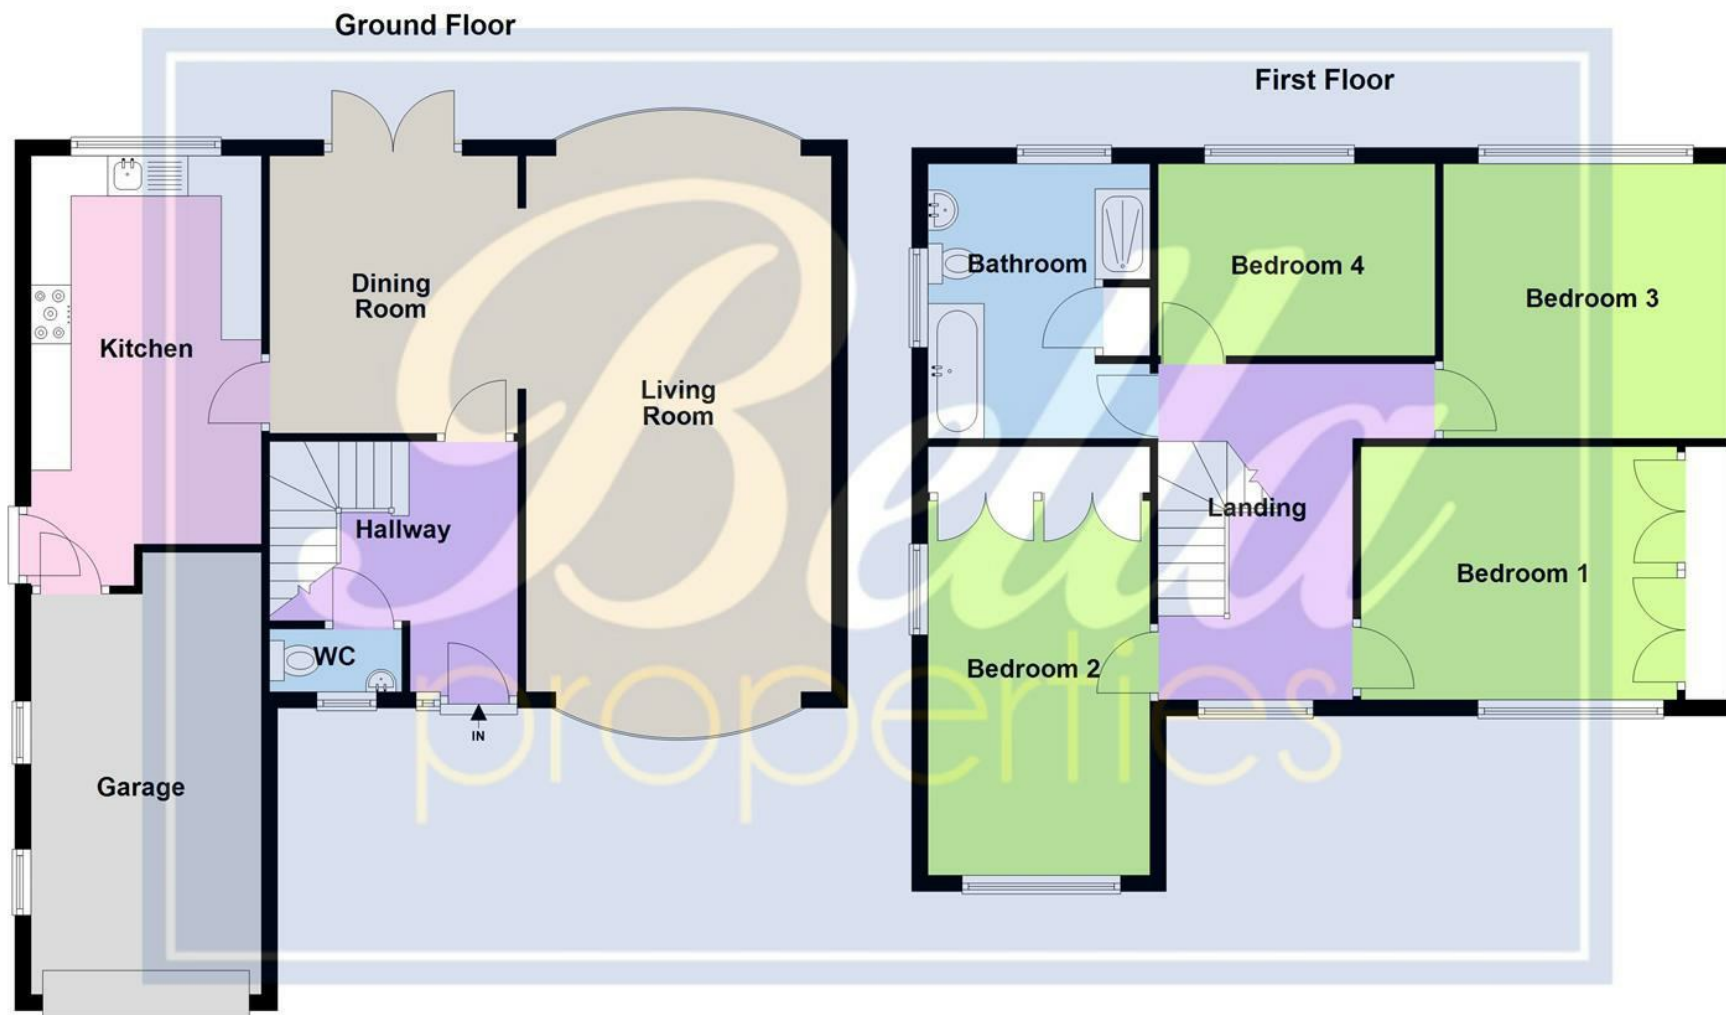 Ground Floor
First Floor
Dining
Room
Kitchen
Living
Room
Hallway
WC
IN
Garage
Bathroom
Bedroom 4
Bedroom 3
Landing
Bedroom 1
Bedroom 2
Bella
properties